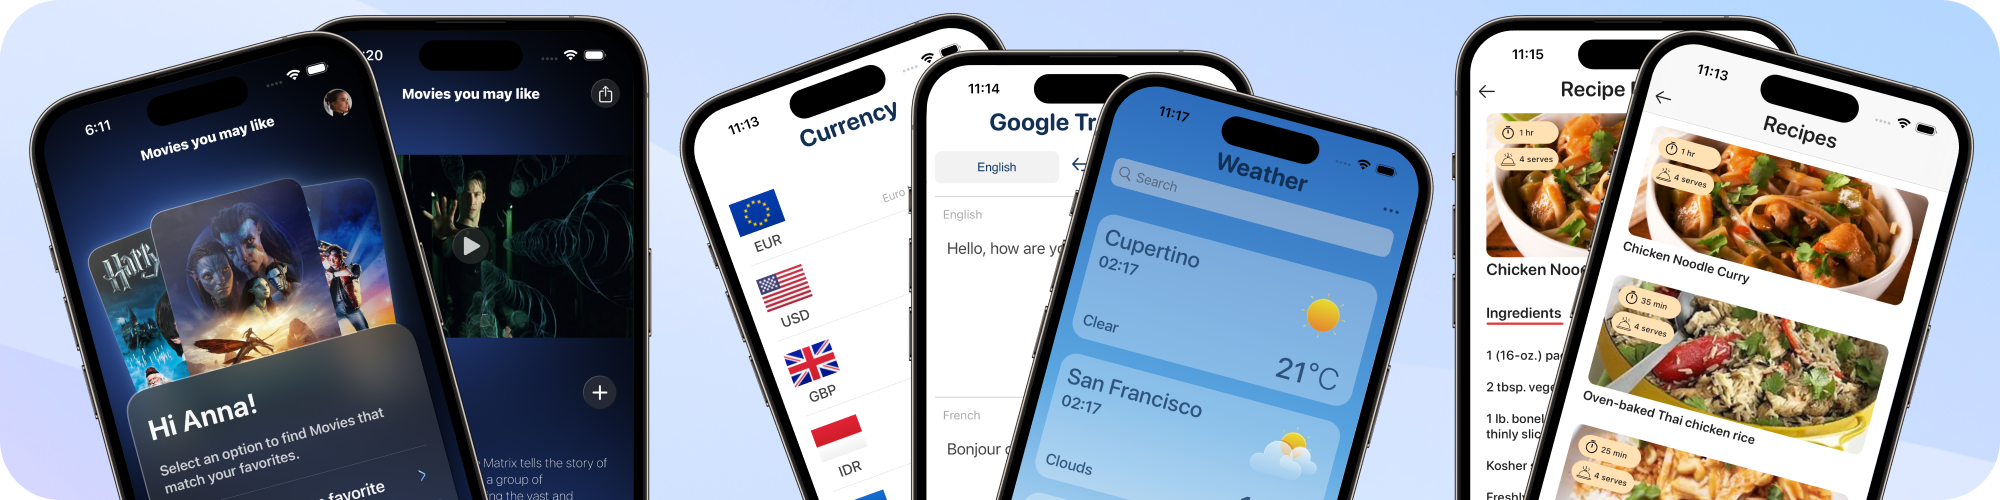 6:11
Movies you may like
Harry
Hi Anna!
Select an option to find Movies that
match your favorites.
favorite
:20
Movies you may like
Matrix tells the story of
a group of
the vast and
11:13
Currency
Euro
EUR
USD
GBP
IDR
11:14
Google Tr
English
English
Hello, how are yo
French
Bonjour
11:17
Weather
Search
Cupertino
02:17
Clear
21°C
San Francisco
02:17
Clouds
11:15
Recipe
1 hr
4 serves
Chicken Noo
Ingredients
1 (16-oz.) pa
2 tbsp. vege
1 lb. bonel
thinly slic
Kosher
Freshly
11:13
Recipes
1 hr
4 serves
Chicken Noodle Curry
35 min
4 serves
Oven-baked Thai chicken rice
25 min
4 serves